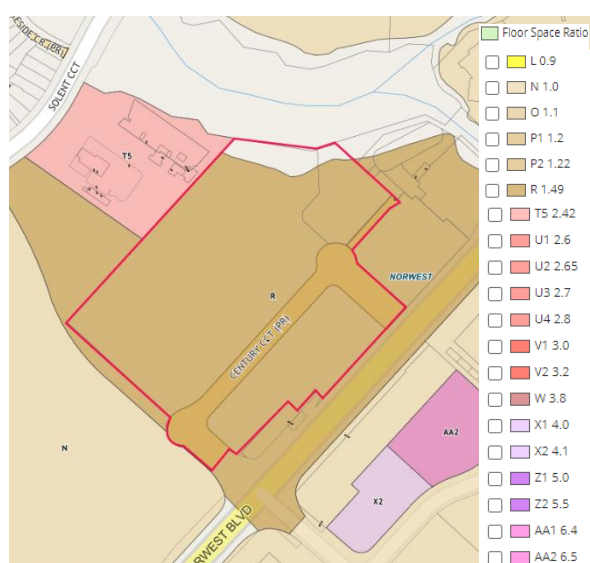 ESIDE CR (PR)
SOLENT CCT
T5
NORWEST
R
CENTURY CCT (PR)
N
AA2
X2
RWEST BLVD
Floor Space Ratio
L 0.9
N 1.0
O 1.1
P1 1.2
P2 1.22
R 1.49
T5 2.42
U1 2.6
U2 2.65
U3 2.7
U4 2.8
V1 3.0
V2 3.2
W 3.8
X1 4.0
X2 4.1
Z1 5.0
Z2 5.5
AA1 6.4
AA2 6.5